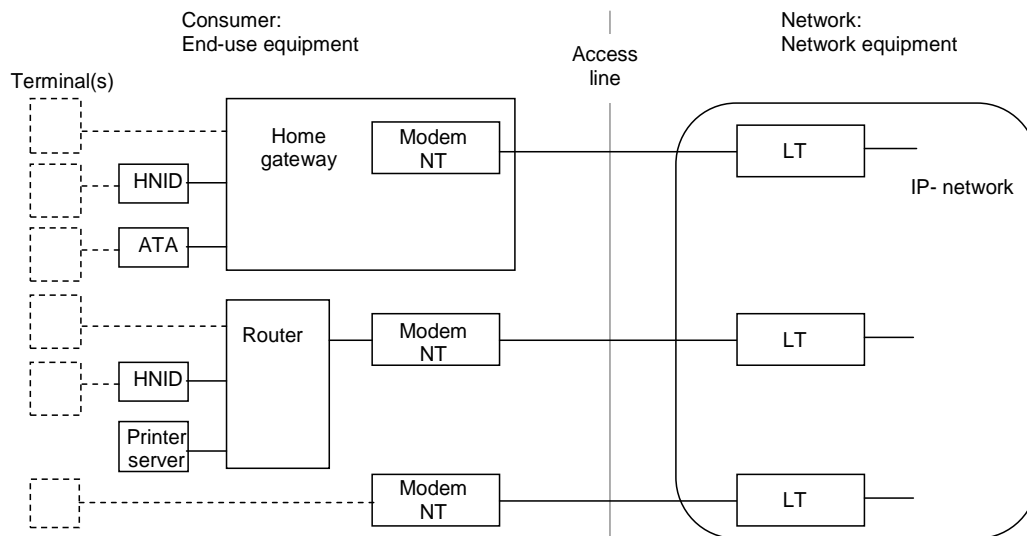 Consumer:
End-use equipment
Network:
Network equipment
Access
line
Terminal(s)
Home
gateway
Modem
NT
LT
HNID
IP- network
ATA
Router
Modem
NT
LT
HNID
Printer
server
Modem
NT
LT